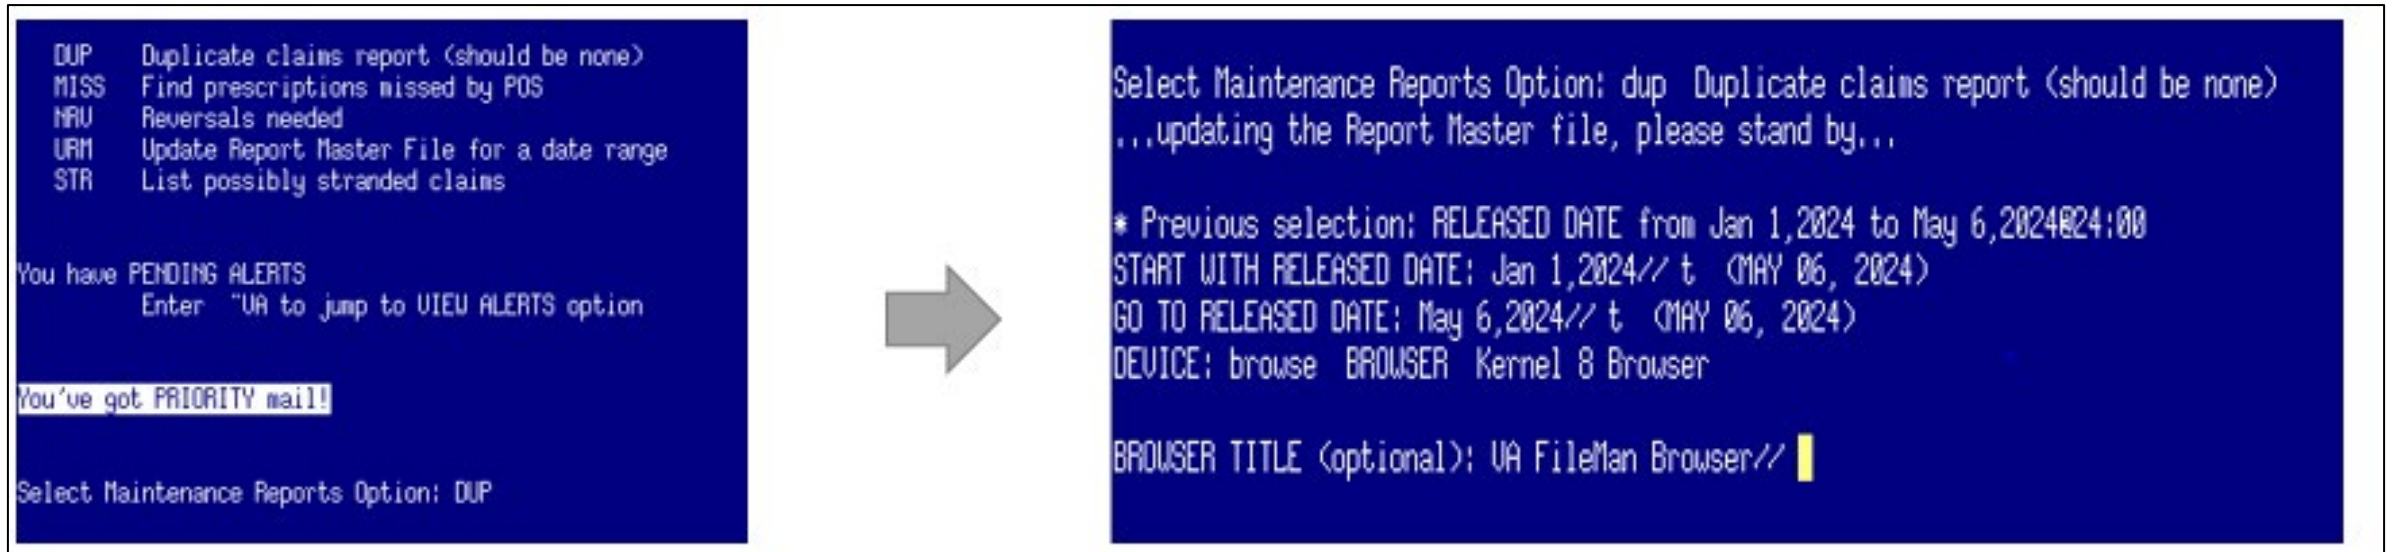 DUP Duplicate claims report (should be none)
MISS Find prescriptions missed by POS
NRV Reversals needed
URM Update Report Master File for a date range
STR List possibly stranded claims
You have PENDING ALERTS
Enter "VA to jump to VIEW ALERTS option
You've got PRIORITY mail!
Select Maintenance Reports Option: DUP
Select Maintenance Reports Option: dup Duplicate claims report (should be none)
...updating the Report Master file, please stand by...
* Previous selection: RELEASED DATE from Jan 1,2024 to May 6,2024@24:00
START WITH RELEASED DATE: Jan 1,2024// t (MAY 06, 2024)
GO TO RELEASED DATE: May 6,2024// t (MAY 06, 2024)
DEVICE: browse BROWSER Kernel 8 Browser
BROWSER TITLE (optional): VA FileMan Browser//